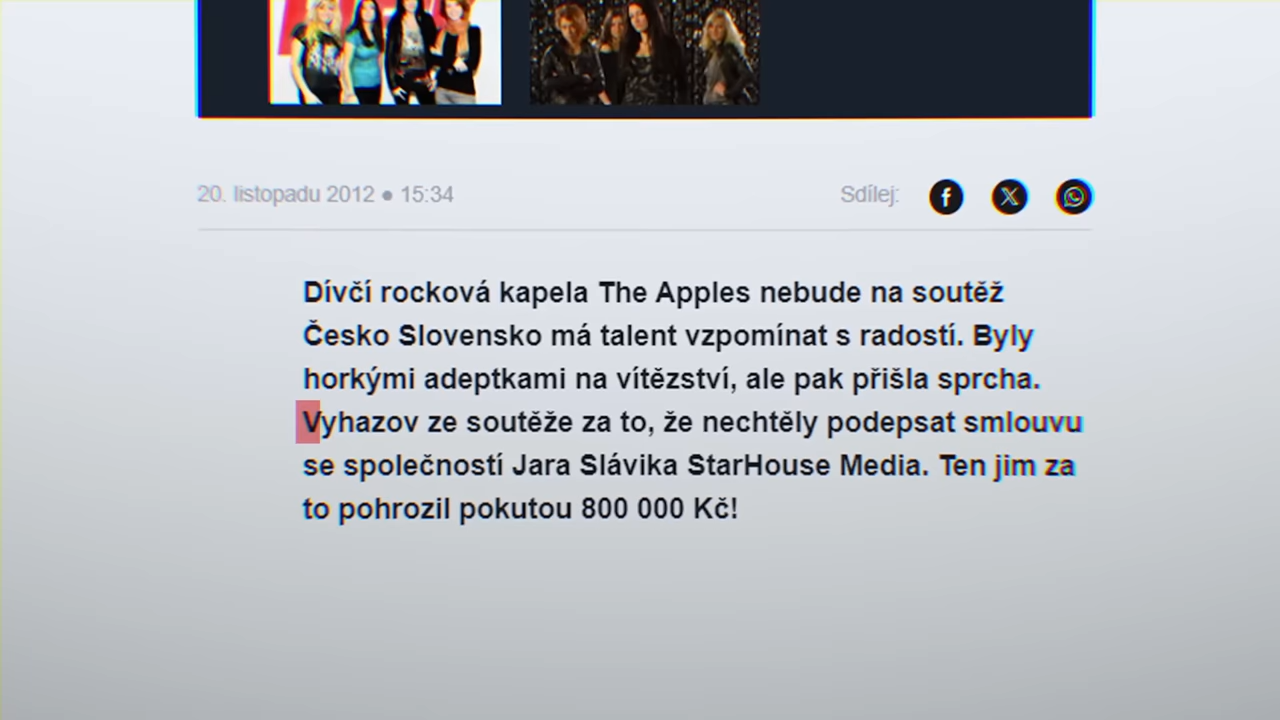 20. listopadu 2012 ● 15:34
Sdílej:
Dívčí rocková kapela The Apples nebude na soutěž
Česko Slovensko má talent vzpomínat s radostí. Byly
horkými adeptkami na vítězství, ale pak přišla sprcha.
Vyhazov ze soutěže za to, že nechtěly podepsat smlouvu
se společností Jara Slávika StarHouse Media. Ten jim za
to pohrozil pokutou 800 000 Kč!